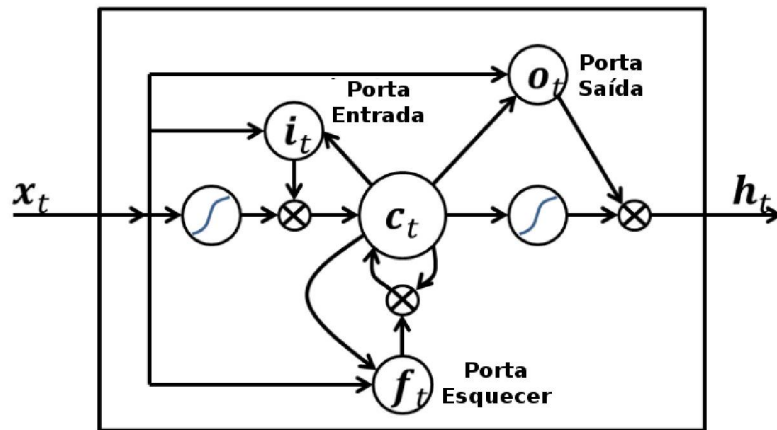 Porta
Saída
o_t
Porta
Entrada
i_t
x_t
c_t
h_t
Porta
Esquecer
f_t